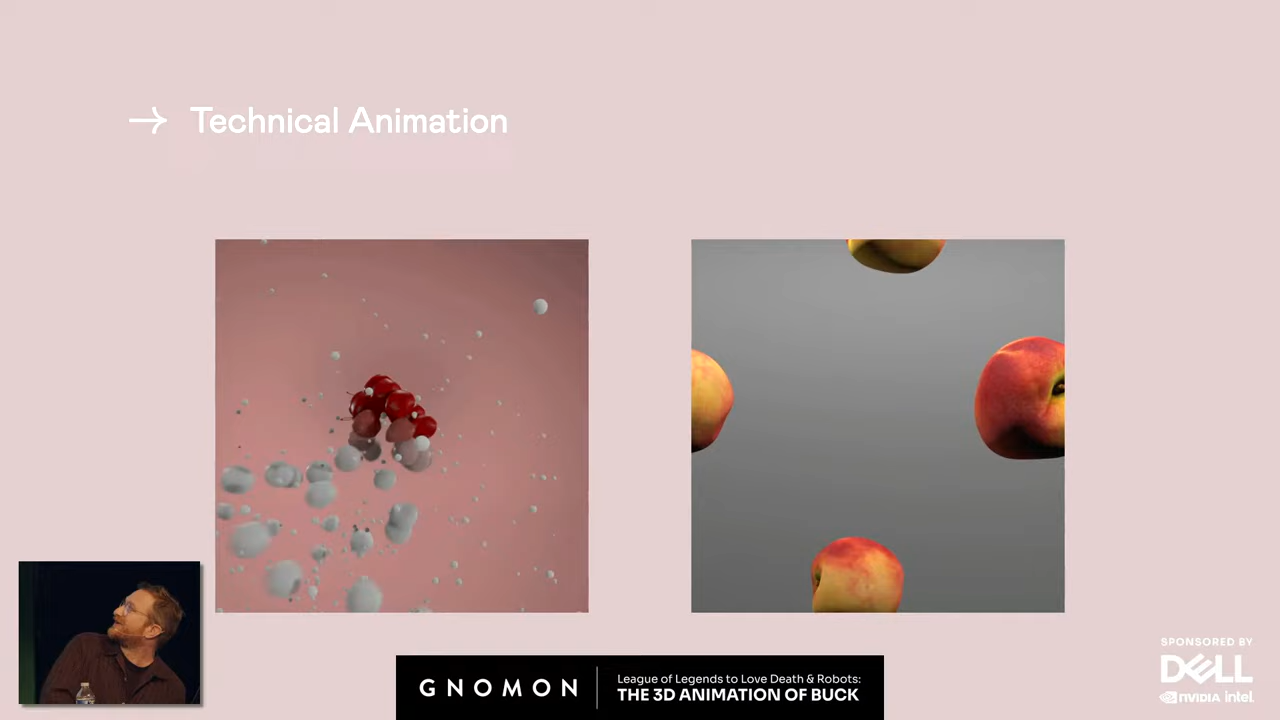 → Technical Animation
GNOMON
League of Legends to Love Death & Robots:
THE 3D ANIMATION OF BUCK
SPONSORED BY
DELL
NVIDIA intel